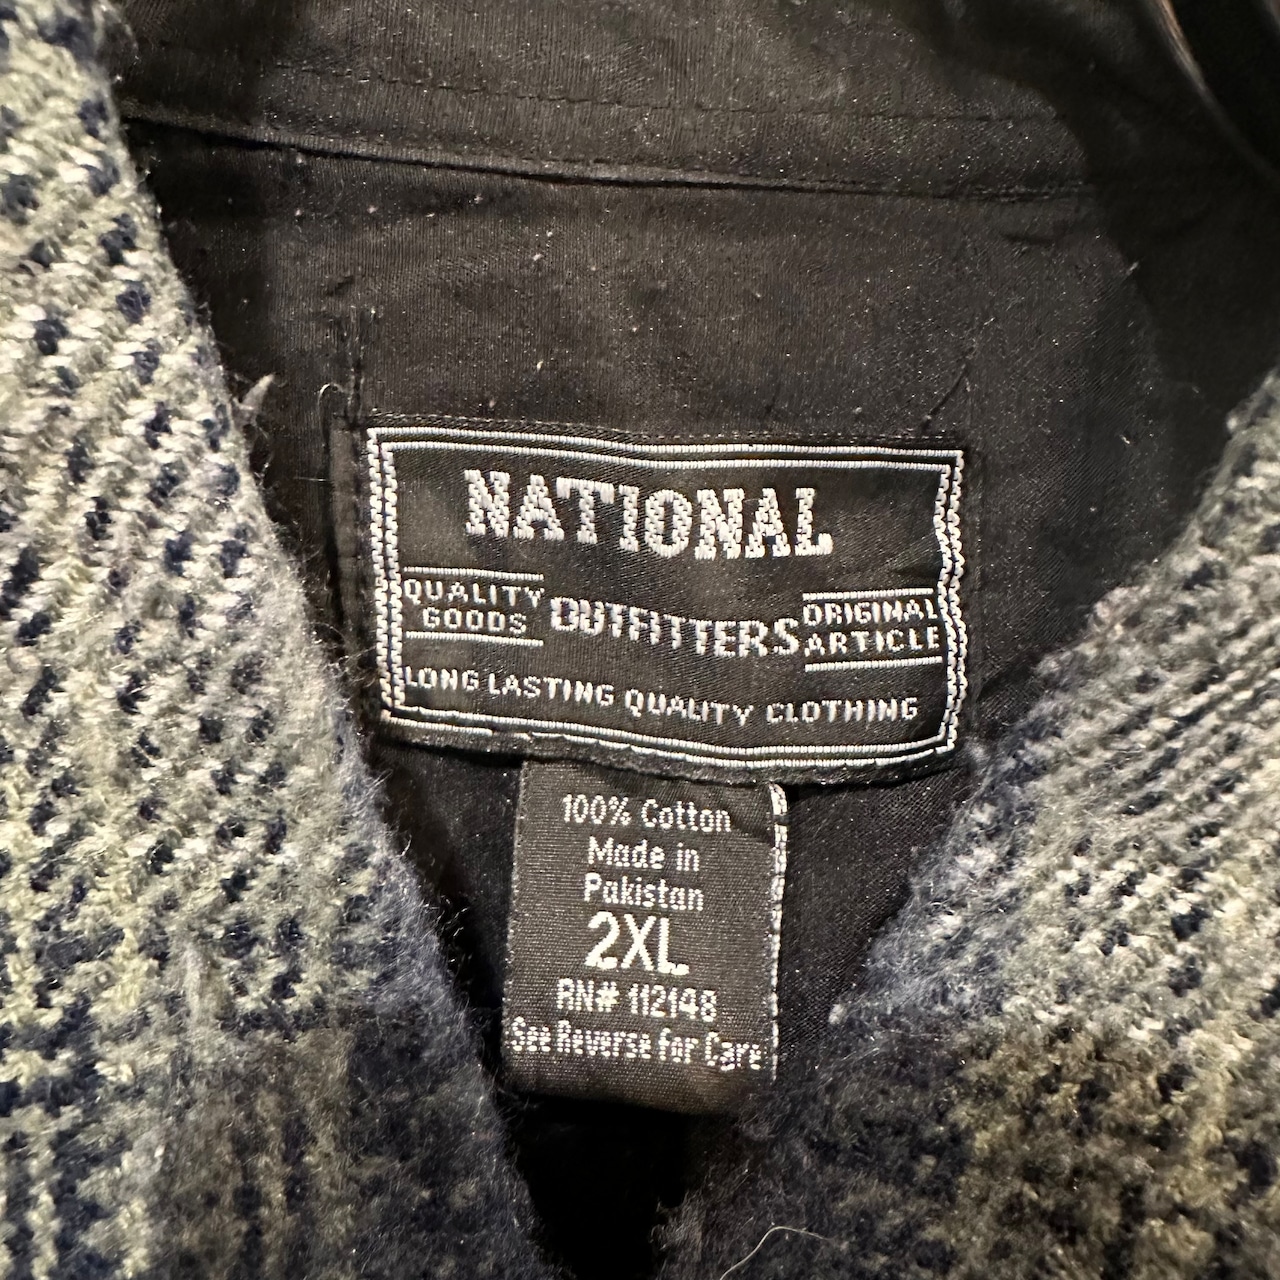 NATIONAL
QUALITY GOODS OUTFITTERS ORIGINAL ARTICLE
LONG LASTING QUALITY CLOTHING
100% Cotton
Made in
Pakistan
2XL
RN# 112148
See Reverse for Care